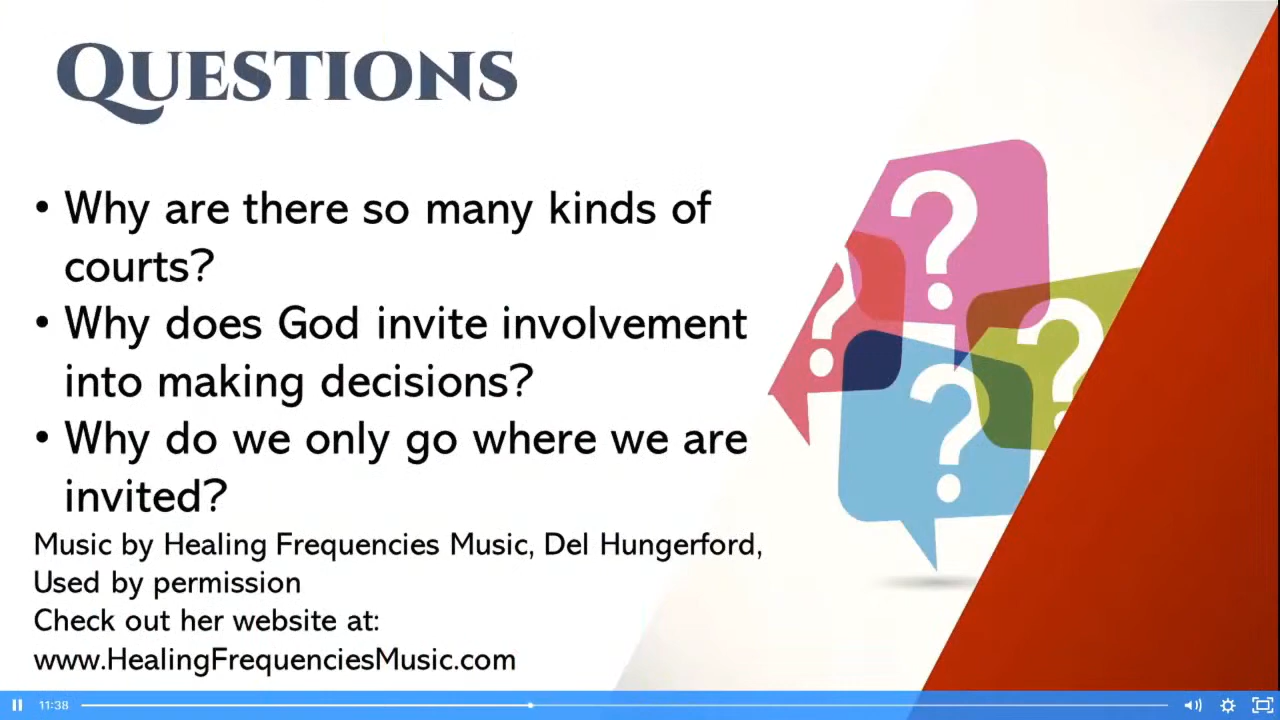 QUESTIONS
• Why are there so many kinds of
courts?
• Why does God invite involvement
into making decisions?
• Why do we only go where we are
invited?
Music by Healing Frequencies Music, Del Hungerford,
Used by permission
Check out her website at:
www.HealingFrequenciesMusic.com
11:38